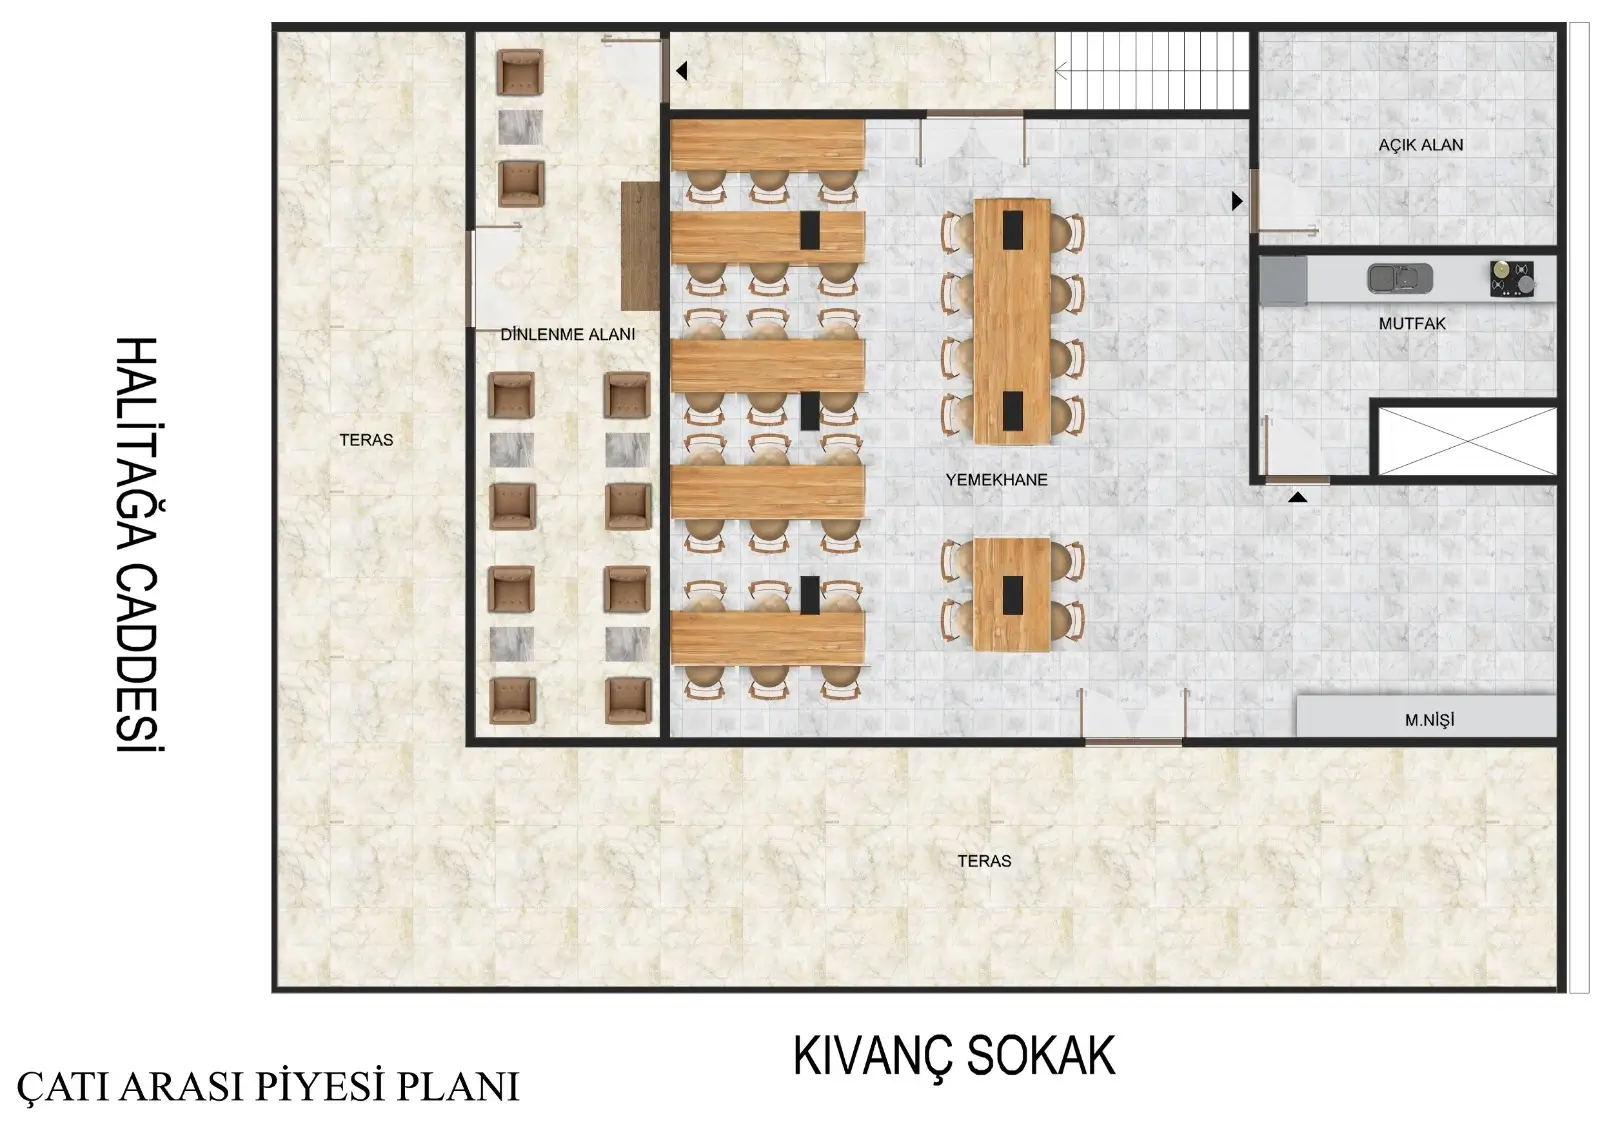 AÇIK ALAN
MUTFAK
DİNLENME ALANI
TERAS
YEMEKHANE
M.NİŞİ
TERAS
HALİTAĞA CADDESİ
KIVANÇ SOKAK
ÇATI ARASI PİYESİ PLANI